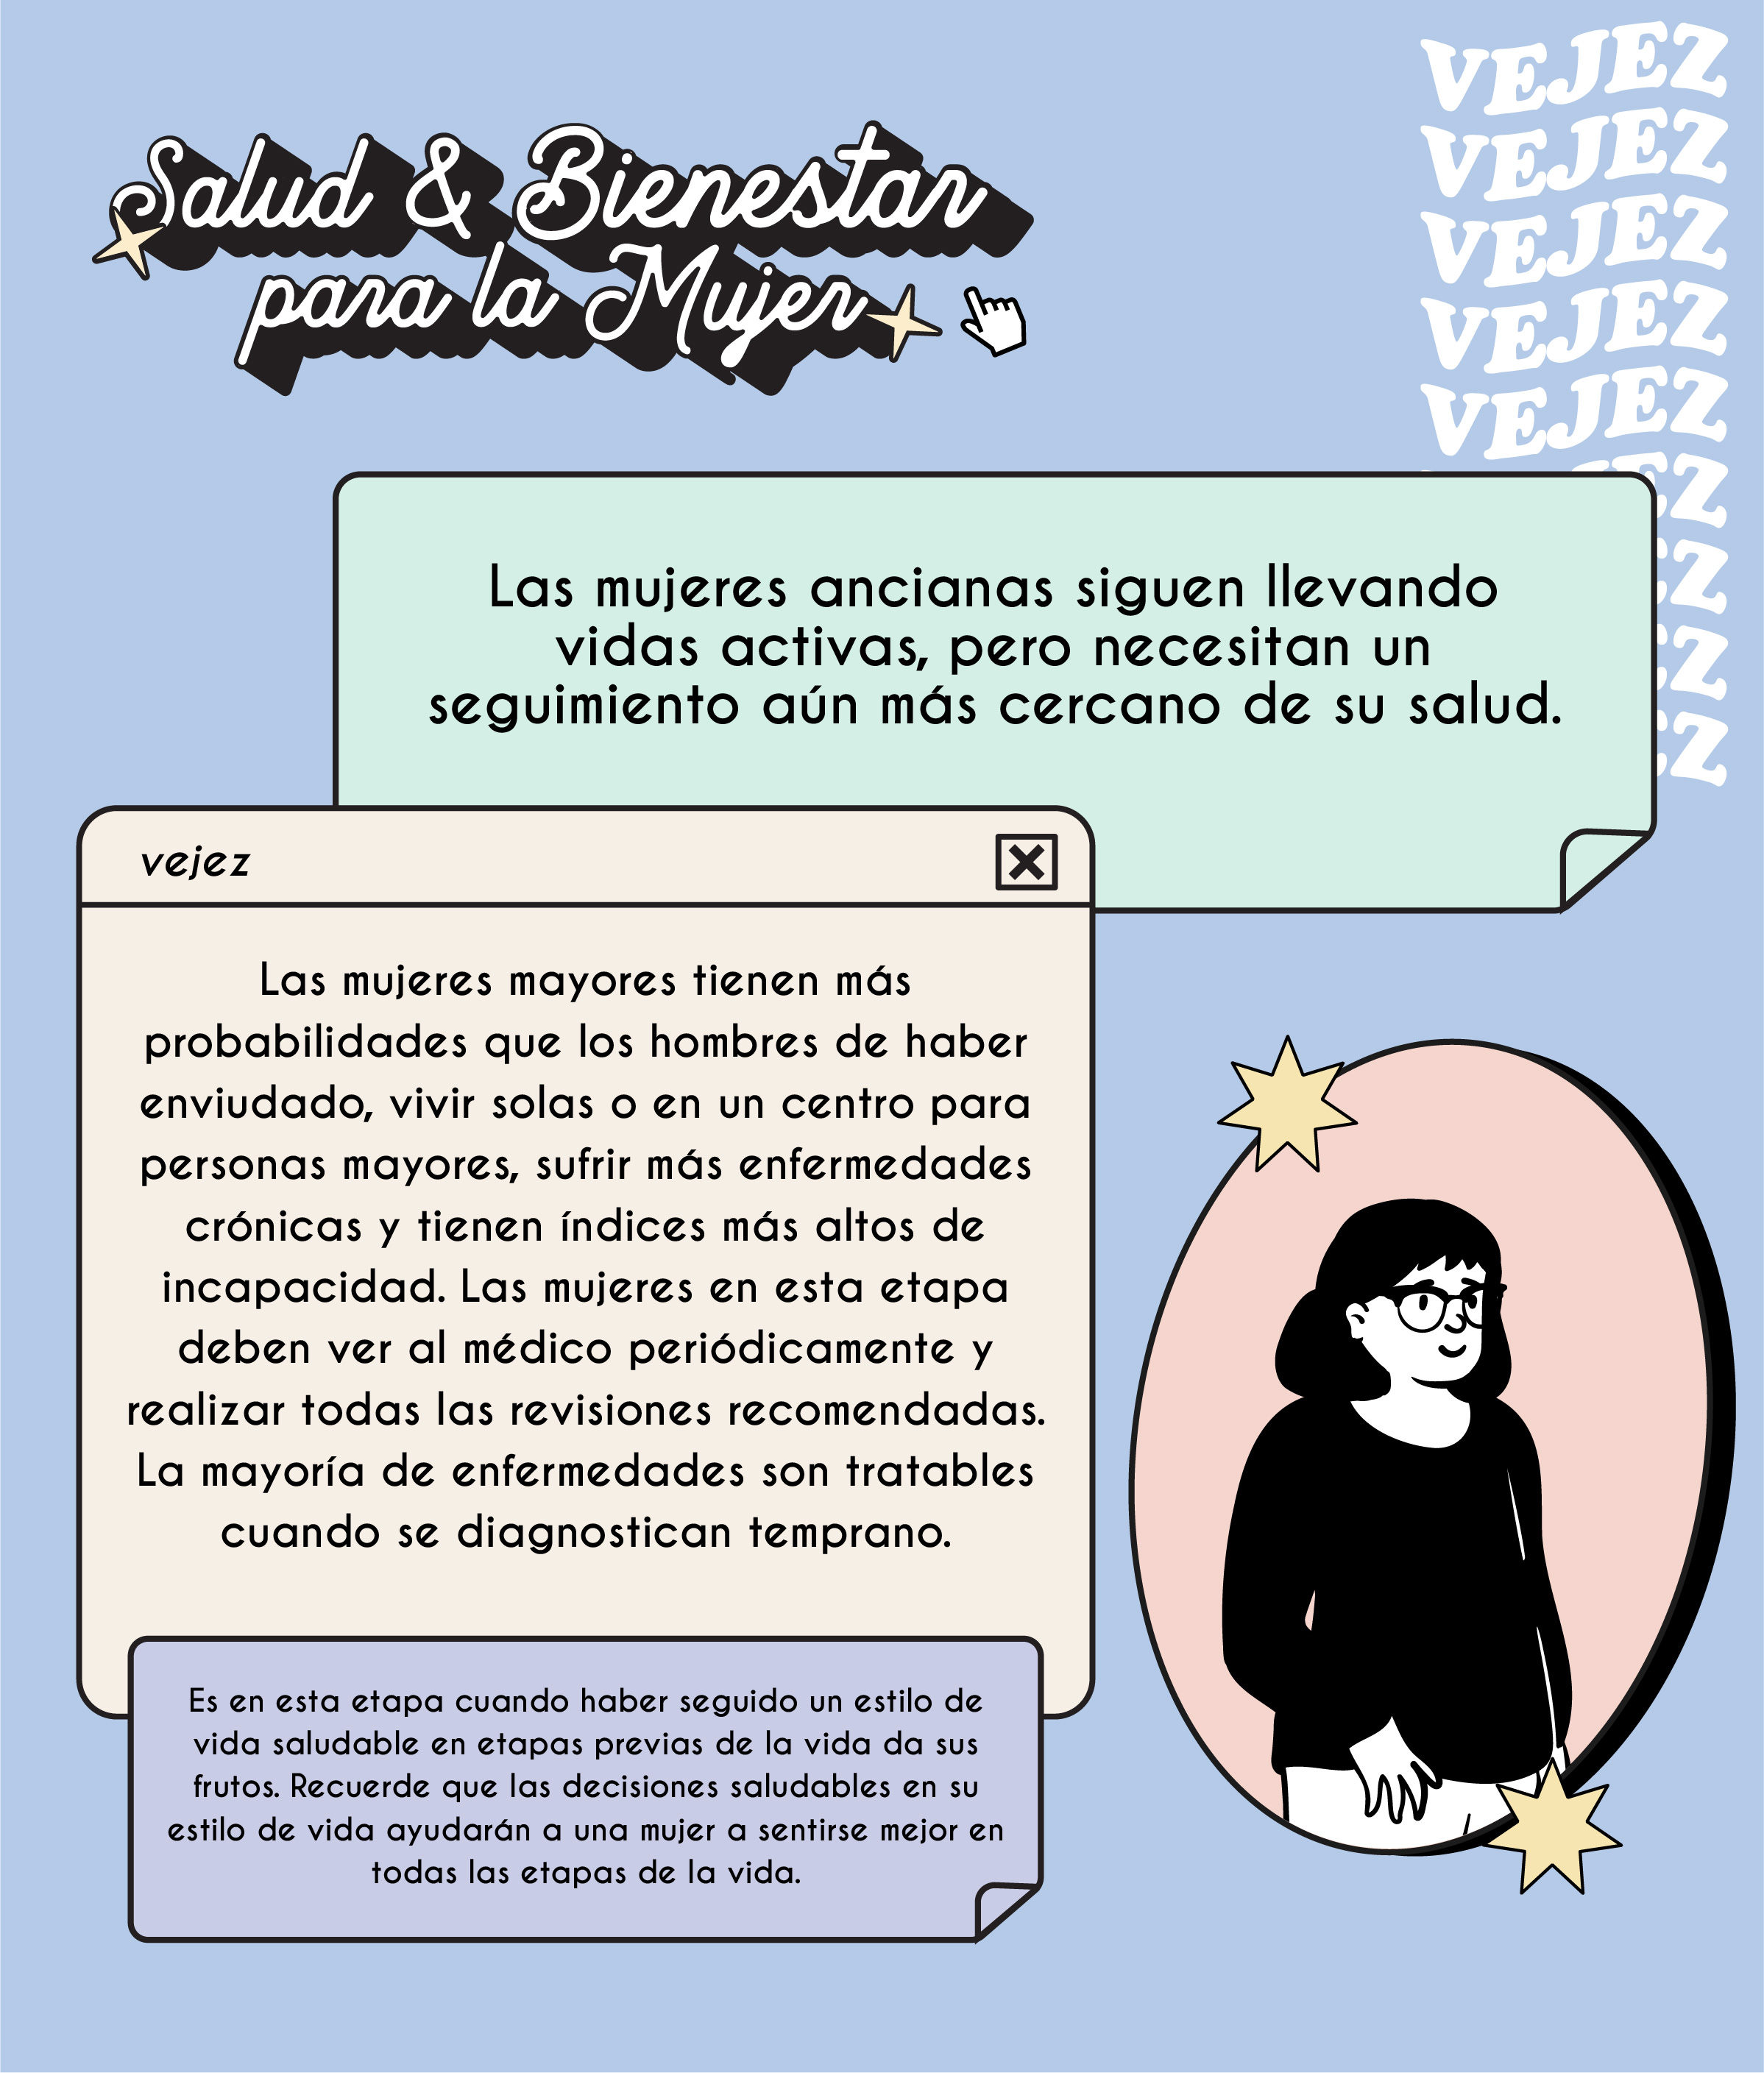 Salud & Bienestar
para la Mujer
VEJEZ
VEJEZ
VEJEZ
VEJEZ
VEJEZ
EZ
EZ
EZ
EZ
Las mujeres ancianas siguen llevando
vidas activas, pero necesitan un
seguimiento aún más cercano de su salud.
vejez
Las mujeres mayores tienen más
probabilidades que los hombres de haber
enviudado, vivir solas o en un centro para
personas mayores, sufrir más enfermedades
crónicas y tienen índices más altos de
incapacidad. Las mujeres en esta etapa
deben ver al médico periódicamente y
realizar todas las revisiones recomendadas.
La mayoría de enfermedades son tratables
cuando se diagnostican temprano.
Es en esta etapa cuando haber seguido un estilo de
vida saludable en etapas previas de la vida da sus
frutos. Recuerde que las decisiones saludables en su
estilo de vida ayudarán a una mujer a sentirse mejor en
todas las etapas de la vida.